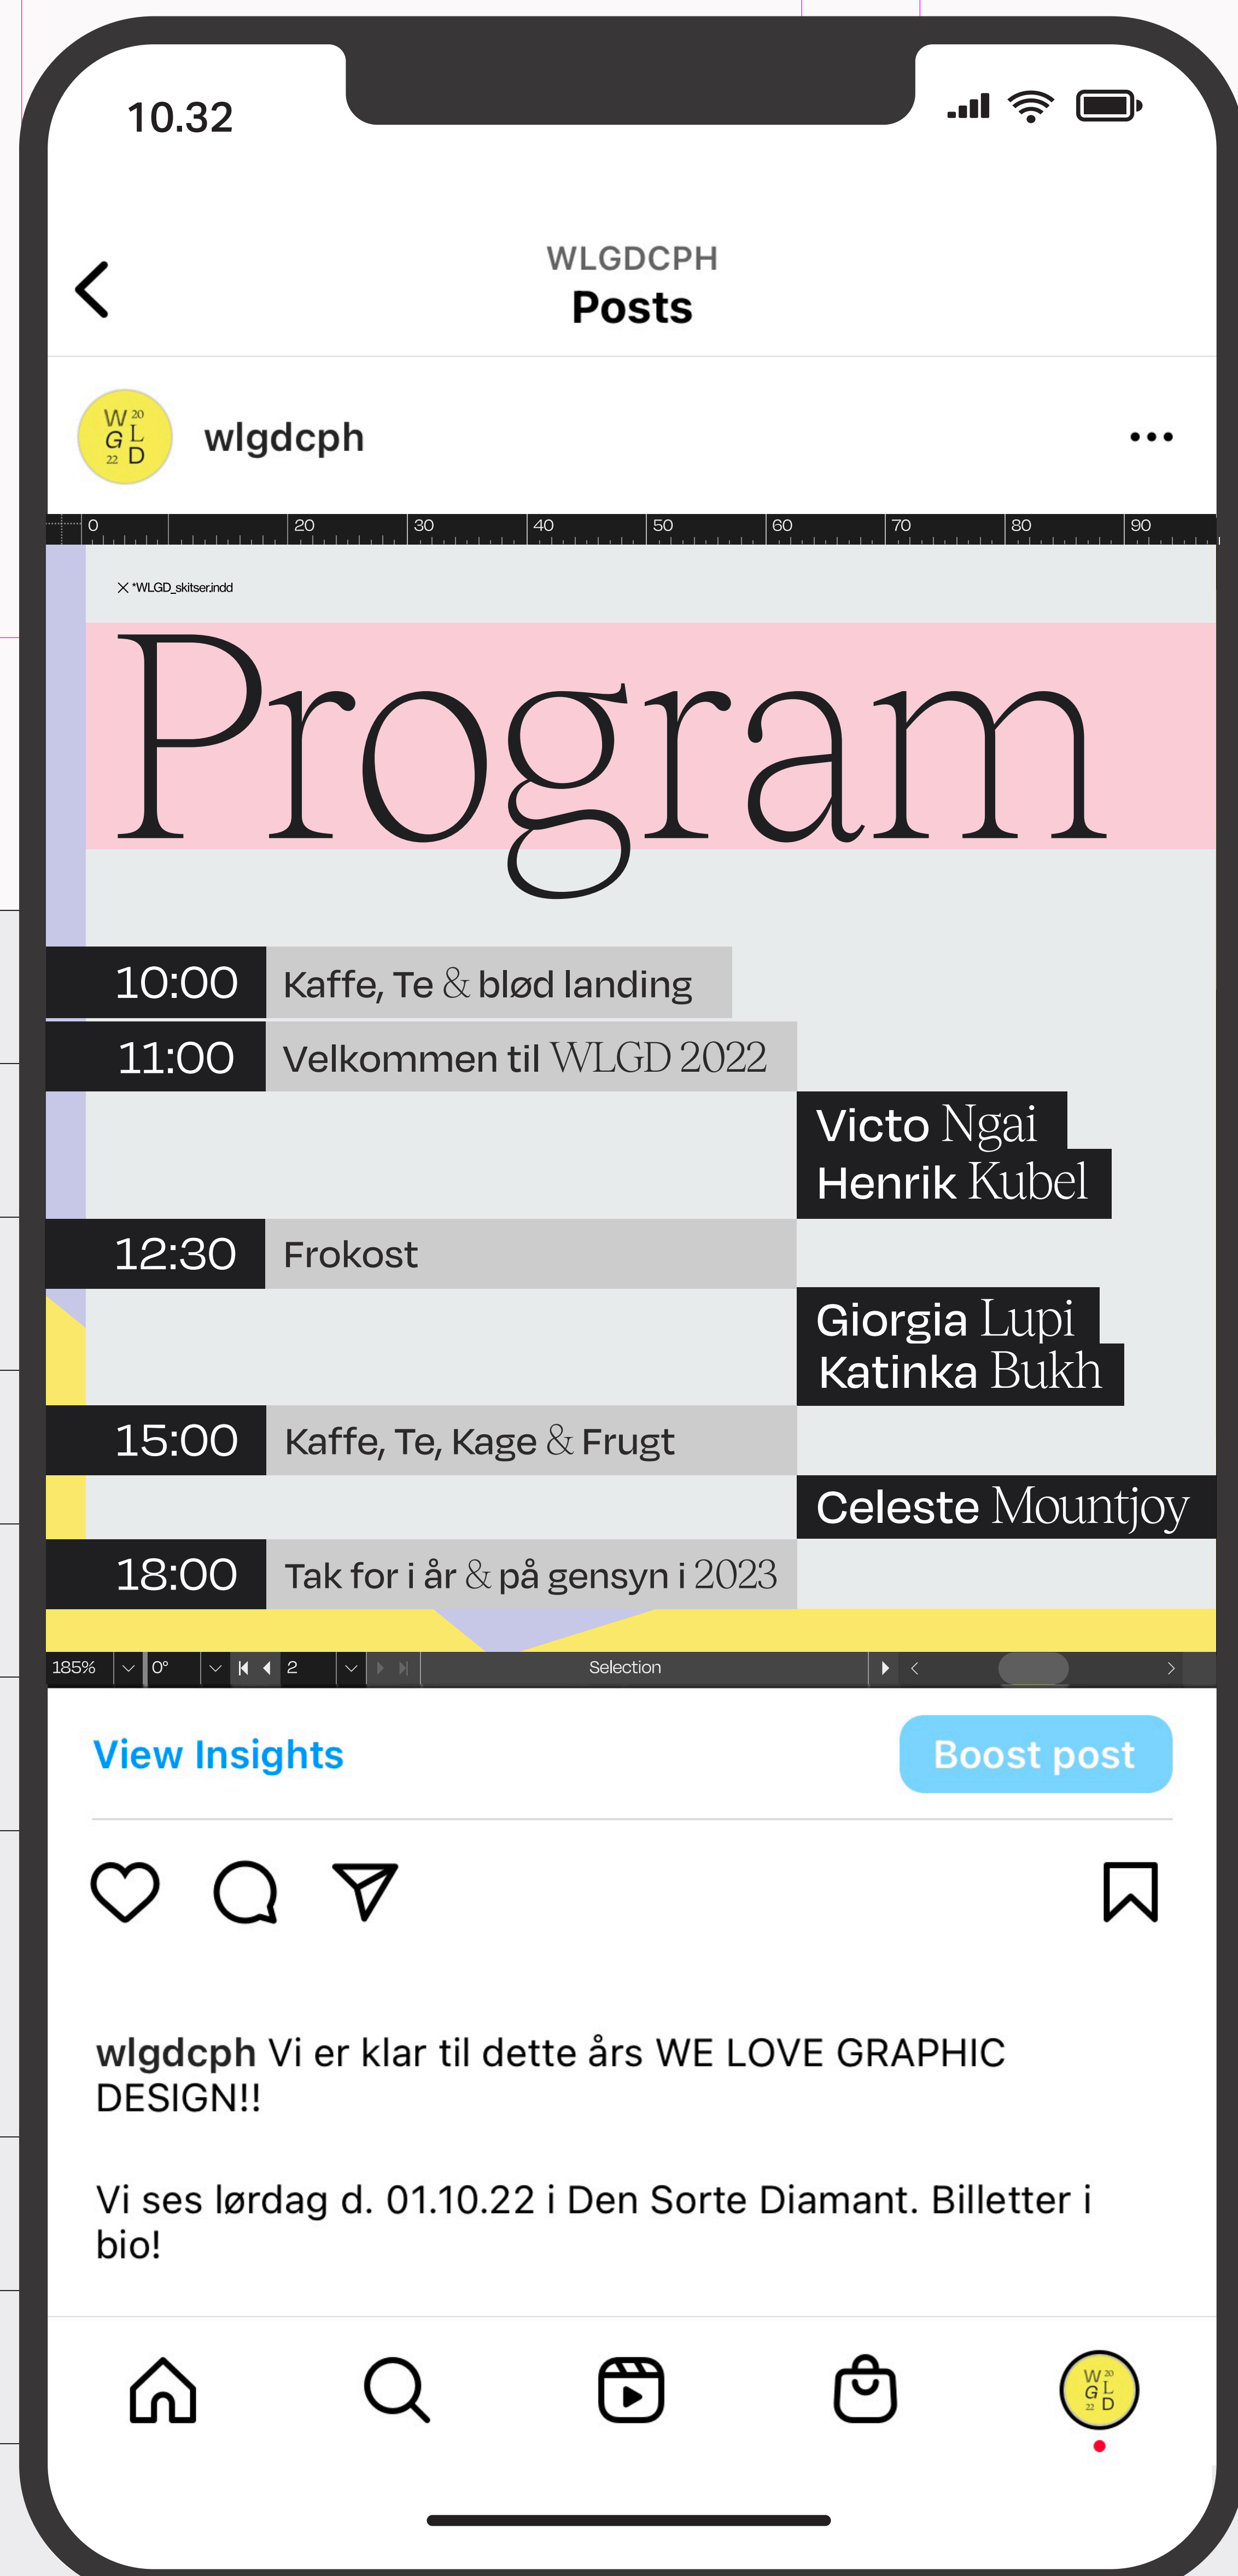 10.32
WLGDCPH
Posts
W 20
G L
22 D
wlgdcph
0 20 30 40 50 60 70 80 90
*WLGD_skitser.indd
Program
10:00 Kaffe, Te & blød landing
11:00 Velkommen til WLGD 2022
Victo Ngai
Henrik Kubel
12:30 Frokost
Giorgia Lupi
Katinka Bukh
15:00 Kaffe, Te, Kage & Frugt
Celeste Mountjoy
18:00 Tak for i år & på gensyn i 2023
185% 0° 2 Selection
View Insights Boost post
wlgdcph Vi er klar til dette års WE LOVE GRAPHIC
DESIGN!!
Vi ses lørdag d. 01.10.22 i Den Sorte Diamant. Billetter i
bio!
W 20
G L
22 D